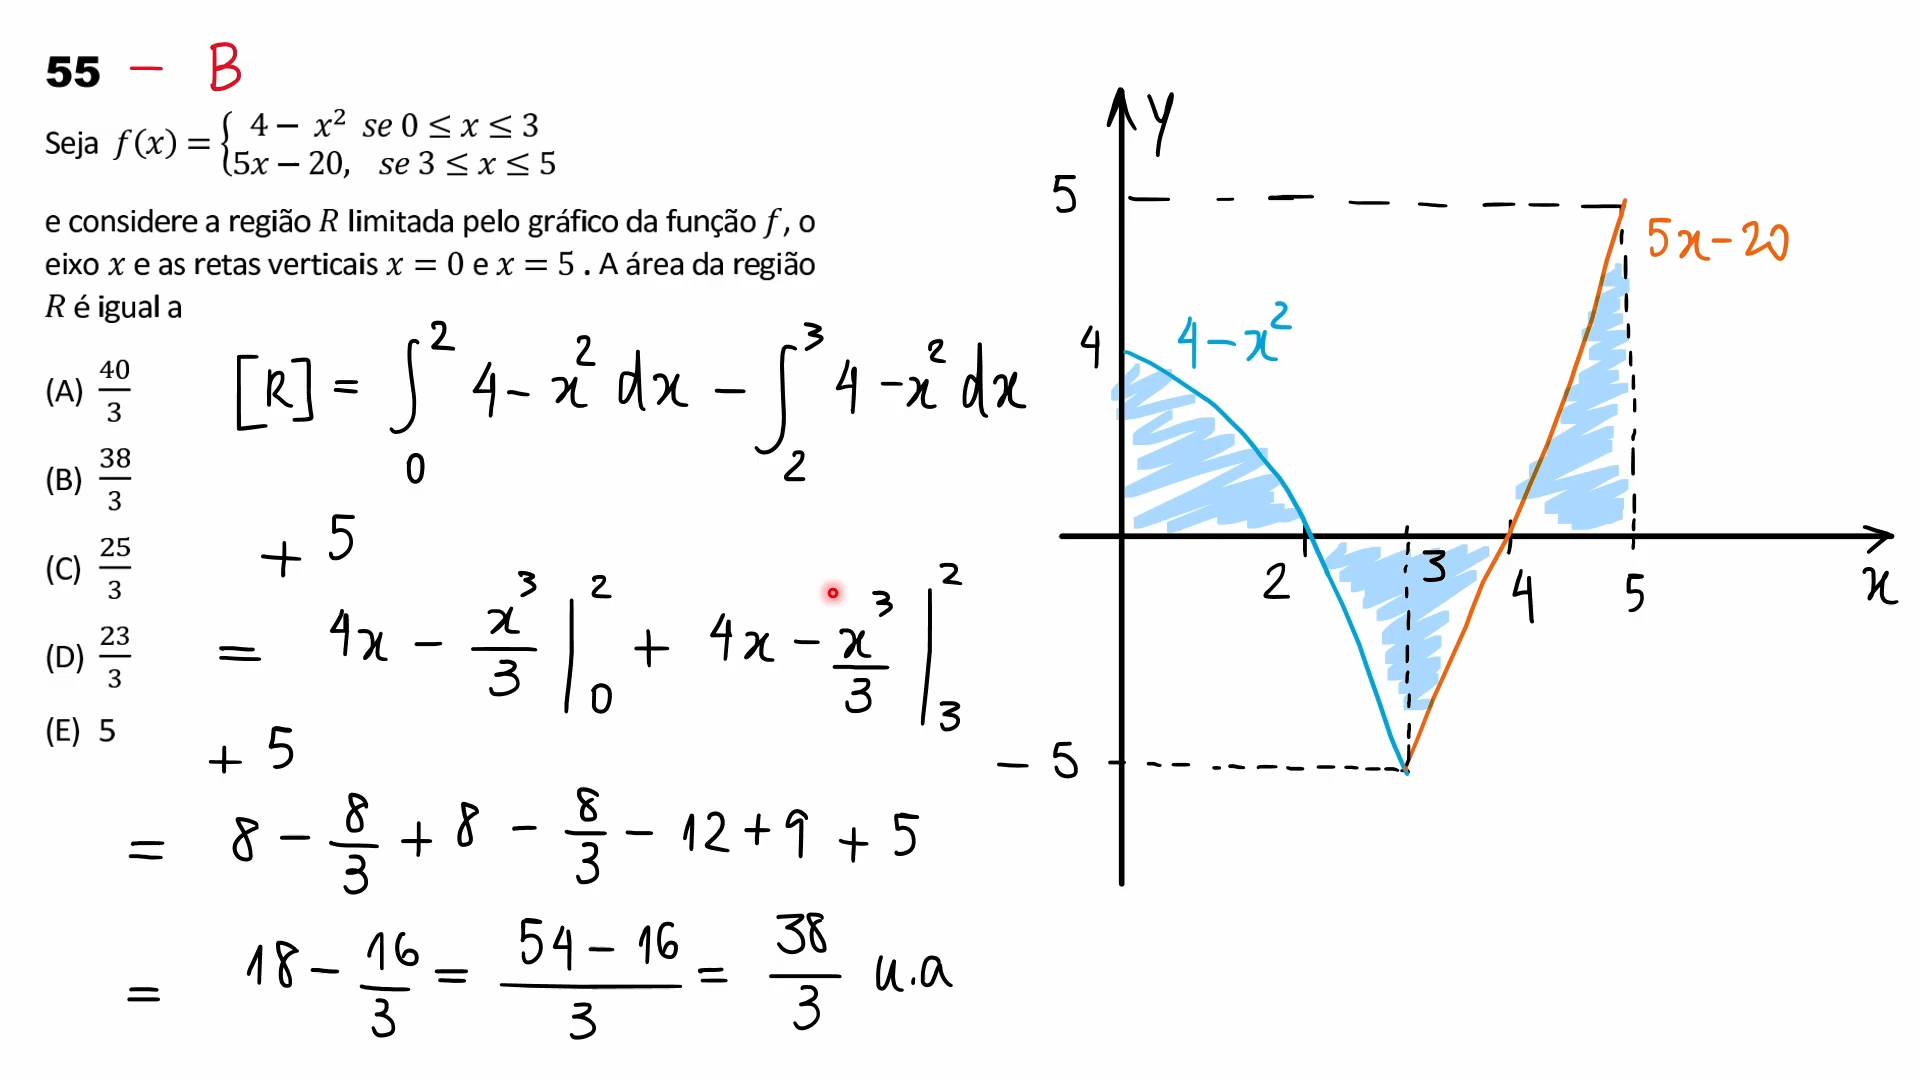 55 – B
Seja f(x) = { 4 − x² se 0 ≤ x ≤ 3
5x − 20, se 3 ≤ x ≤ 5
e considere a região R limitada pelo gráfico da função f, o
eixo x e as retas verticais x = 0 e x = 5 . A área da região
R é igual a
(A) 40/3
(B) 38/3
(C) 25/3
(D) 23/3
(E) 5
[R] = ∫₀² 4 − x² dx − ∫₂³ 4 − x² dx
+ 5
= 4x − x³/3 |₀² + 4x − x³/3 |₃²
+ 5
= 8 − 8/3 + 8 − 8/3 − 12 + 9 + 5
= 18 − 16/3 = (54 − 16)/3 = 38/3 u.a
y
5
5x − 20
4
4 − x²
2
3
4
5
x
− 5